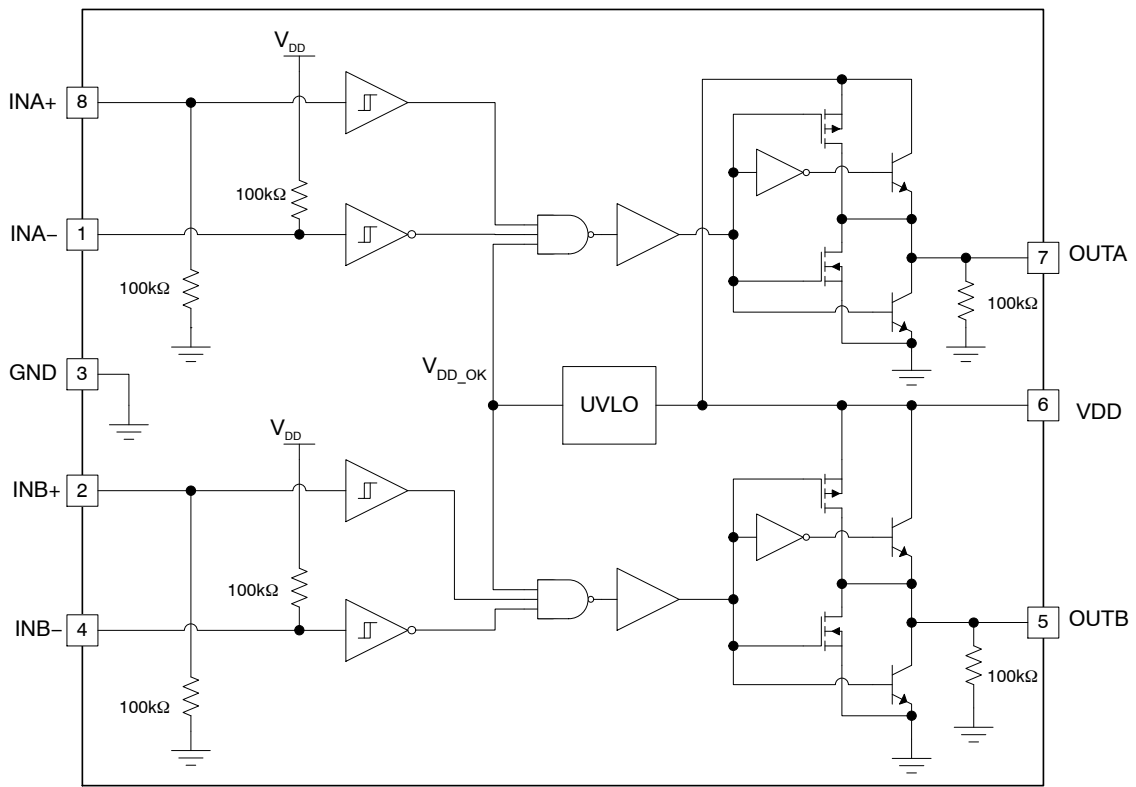 V_DD
INA+ 8
100kΩ
INA− 1
100kΩ
7 OUTA
100kΩ
GND 3
V_DD_OK
UVLO
6 VDD
V_DD
INB+ 2
100kΩ
INB− 4
5 OUTB
100kΩ
100kΩ